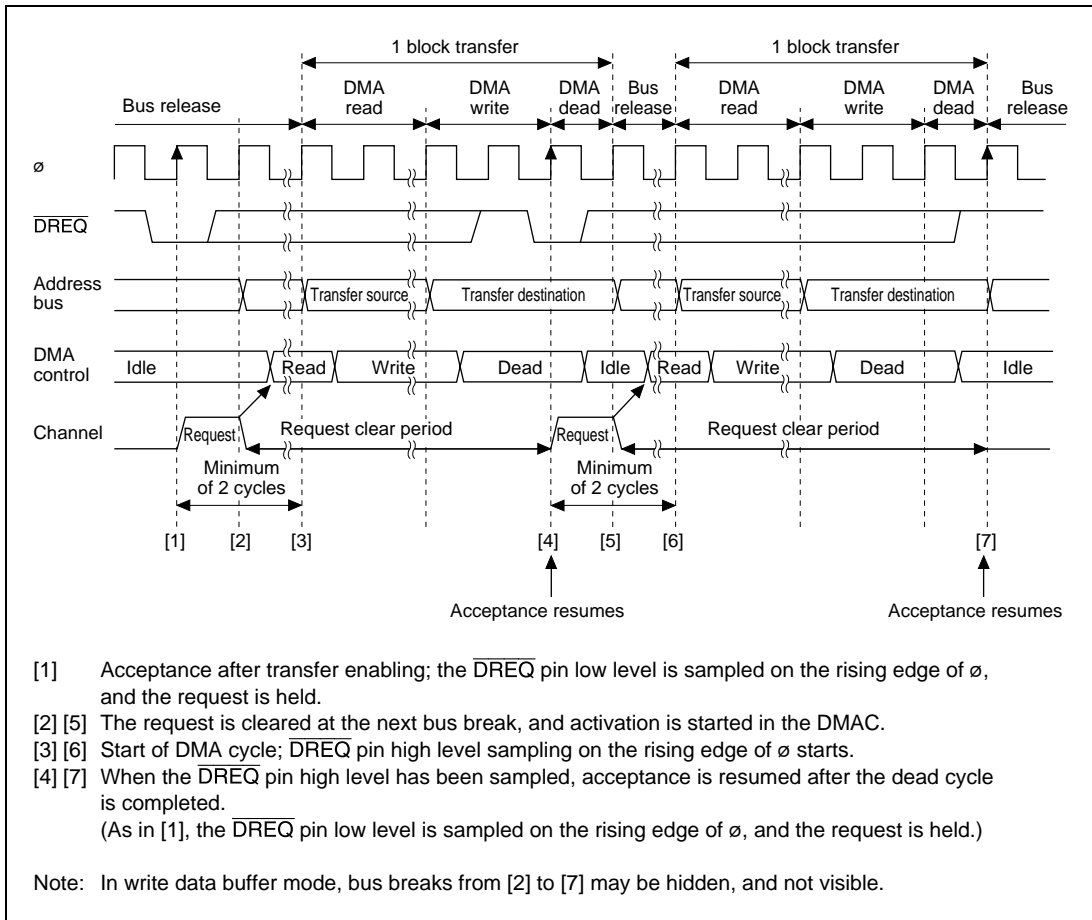 1 block transfer 1 block transfer
Bus release DMA read DMA write DMA dead Bus release DMA read DMA write DMA dead Bus release
ø
DREQ
Address bus Transfer source Transfer destination Transfer source Transfer destination
DMA control Idle Read Write Dead Idle Read Write Dead Idle
Channel Request Request clear period Request Request clear period
Minimum of 2 cycles Minimum of 2 cycles
[1] [2] [3] [4] [5] [6] [7]
Acceptance resumes Acceptance resumes
[1] Acceptance after transfer enabling; the DREQ pin low level is sampled on the rising edge of ø,
and the request is held.
[2] [5] The request is cleared at the next bus break, and activation is started in the DMAC.
[3] [6] Start of DMA cycle; DREQ pin high level sampling on the rising edge of ø starts.
[4] [7] When the DREQ pin high level has been sampled, acceptance is resumed after the dead cycle
is completed.
(As in [1], the DREQ pin low level is sampled on the rising edge of ø, and the request is held.)
Note: In write data buffer mode, bus breaks from [2] to [7] may be hidden, and not visible.